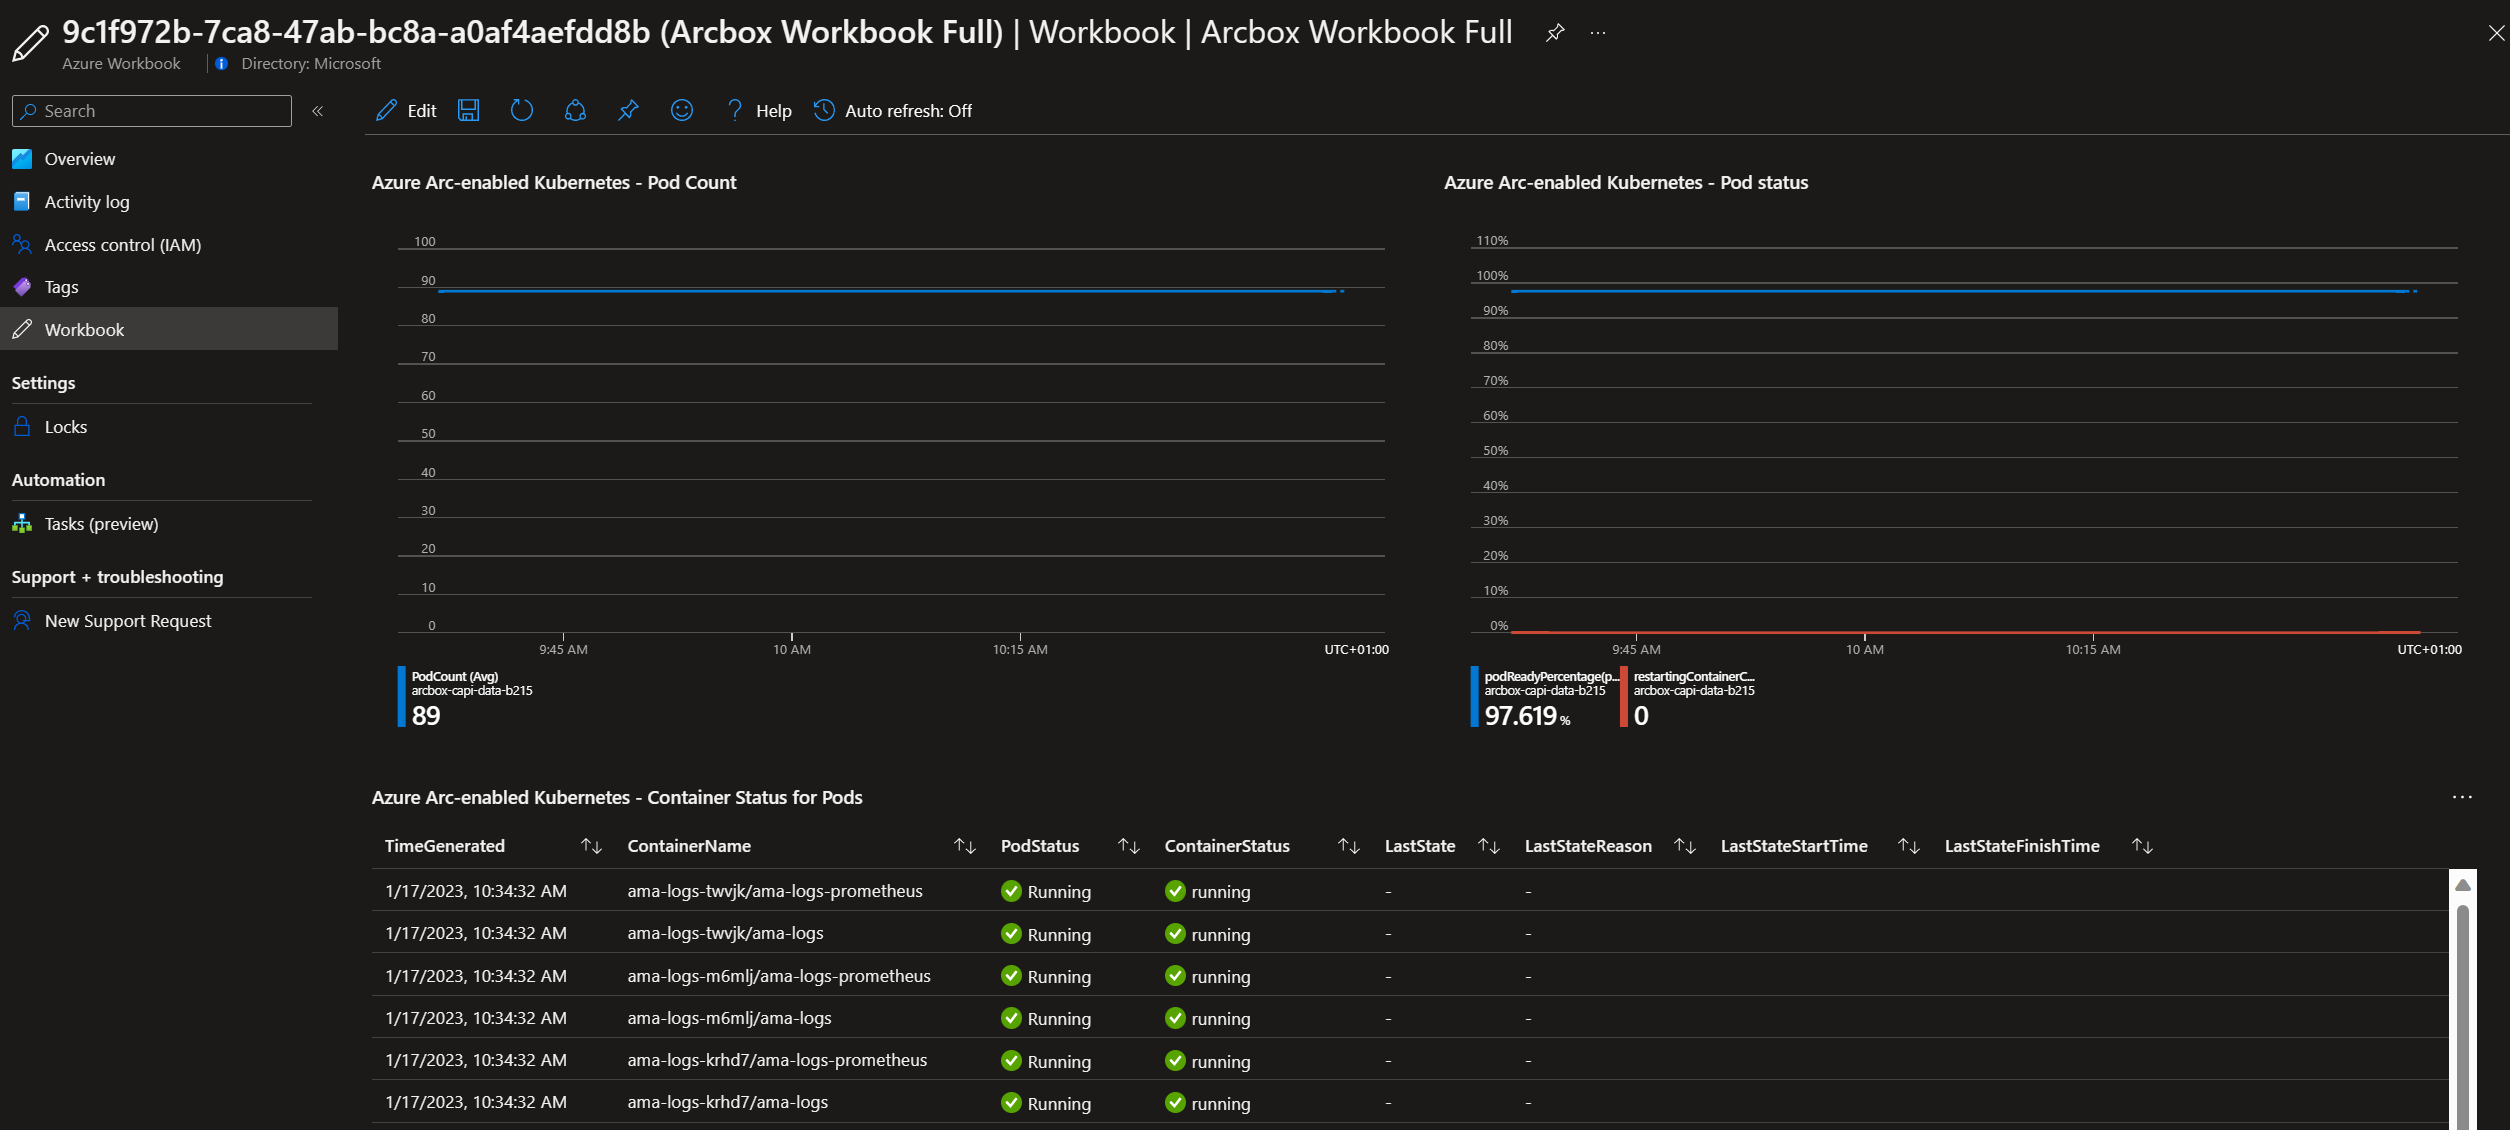 9c1f972b-7ca8-47ab-bc8a-a0af4aefdd8b (Arcbox Workbook Full) | Workbook | Arcbox Workbook Full
Azure Workbook
Directory: Microsoft
Search
Overview
Activity log
Access control (IAM)
Tags
Workbook
Settings
Locks
Automation
Tasks (preview)
Support + troubleshooting
New Support Request
Edit
Help
Auto refresh: Off
Azure Arc-enabled Kubernetes - Pod Count
100
90
80
70
60
50
40
30
20
10
0
9:45 AM 10 AM 10:15 AM UTC+01:00
PodCount (Avg)
arcbox-capi-data-b215
89
Azure Arc-enabled Kubernetes - Pod status
110%
100%
90%
80%
70%
60%
50%
40%
30%
20%
10%
0%
9:45 AM 10 AM 10:15 AM UTC+01:00
podReadyPercentage(p...
arcbox-capi-data-b215
97.619 %
restartingContainerC...
arcbox-capi-data-b215
0
Azure Arc-enabled Kubernetes - Container Status for Pods
TimeGenerated ContainerName PodStatus ContainerStatus LastState LastStateReason LastStateStartTime LastStateFinishTime
1/17/2023, 10:34:32 AM ama-logs-twvjk/ama-logs-prometheus Running running - -
1/17/2023, 10:34:32 AM ama-logs-twvjk/ama-logs Running running - -
1/17/2023, 10:34:32 AM ama-logs-m6mlj/ama-logs-prometheus Running running - -
1/17/2023, 10:34:32 AM ama-logs-m6mlj/ama-logs Running running - -
1/17/2023, 10:34:32 AM ama-logs-krhd7/ama-logs-prometheus Running running - -
1/17/2023, 10:34:32 AM ama-logs-krhd7/ama-logs Running running - -